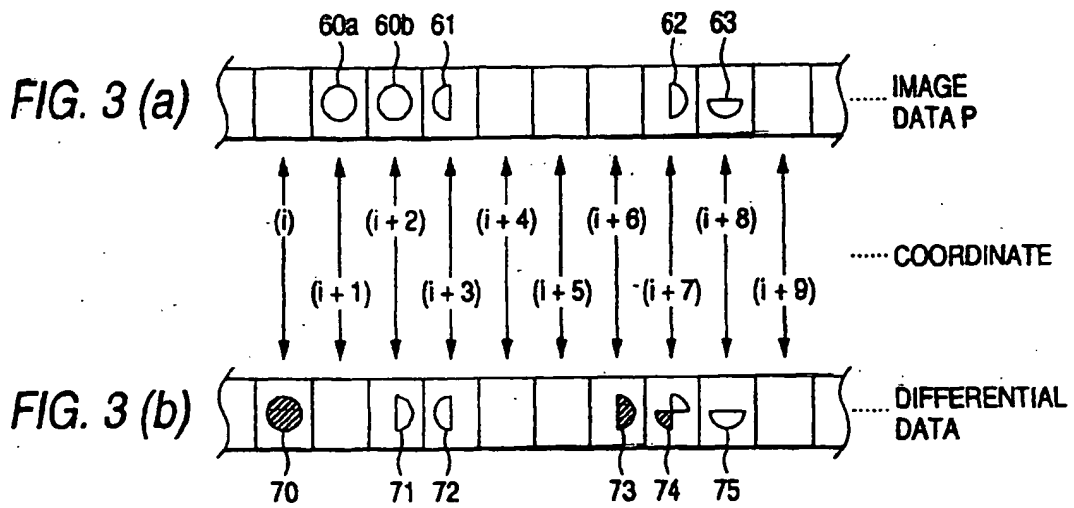 60a 60b 61 62 63
FIG. 3 (a)
IMAGE
DATA P
(i) (i + 2) (i + 4) (i + 6) (i + 8)
COORDINATE
(i + 1) (i + 3) (i + 5) (i + 7) (i + 9)
FIG. 3 (b)
DIFFERENTIAL
DATA
70 71 72 73 74 75